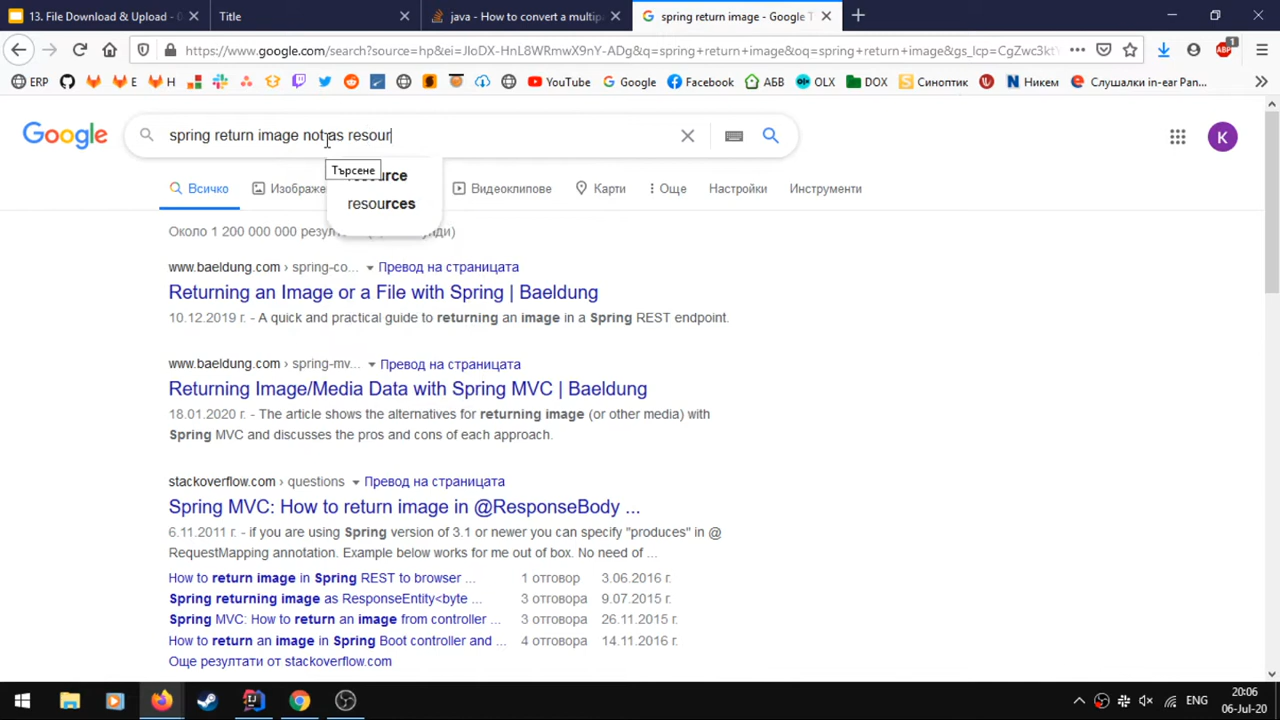 13. File Download & Upload - 0
Title
java - How to convert a multipa
spring return image - Google T
https://www.google.com/search?source=hp&ei=JIoDX-HnL8WRmwX9nY-ADg&q=spring+return+image&oq=spring+return+image&gs_lcp=CgZwc3kt
ERP
E
H
YouTube
Google
Facebook
АБВ
OLX
DOX
Синоптик
Никем
Слушалки in-ear Pan...
Google
spring return image not as resour
Търсене
resources
Всичко
Изображе
Видеоклипове
Карти
Още
Настройки
Инструменти
www.baeldung.com › spring-co...
Превод на страницата
Returning an Image or a File with Spring | Baeldung
10.12.2019 г. - A quick and practical guide to returning an image in a Spring REST endpoint.
www.baeldung.com › spring-mv...
Превод на страницата
Returning Image/Media Data with Spring MVC | Baeldung
18.01.2020 г. - The article shows the alternatives for returning image (or other media) with
Spring MVC and discusses the pros and cons of each approach.
stackoverflow.com › questions
Превод на страницата
Spring MVC: How to return image in @ResponseBody ...
6.11.2011 г. - if you are using Spring version of 3.1 or newer you can specify "produces" in @
RequestMapping annotation. Example below works for me out of box. No need of ...
How to return image in Spring REST to browser ... 1 отговор 3.06.2016 г.
Spring returning image as ResponseEntity<byte ... 3 отговора 9.07.2015 г.
Spring MVC: How to return an image from controller ... 3 отговора 26.11.2015 г.
How to return an image in Spring Boot controller and ... 4 отговора 14.11.2016 г.
Още резултати от stackoverflow.com
ENG
20:06
06-Jul-20